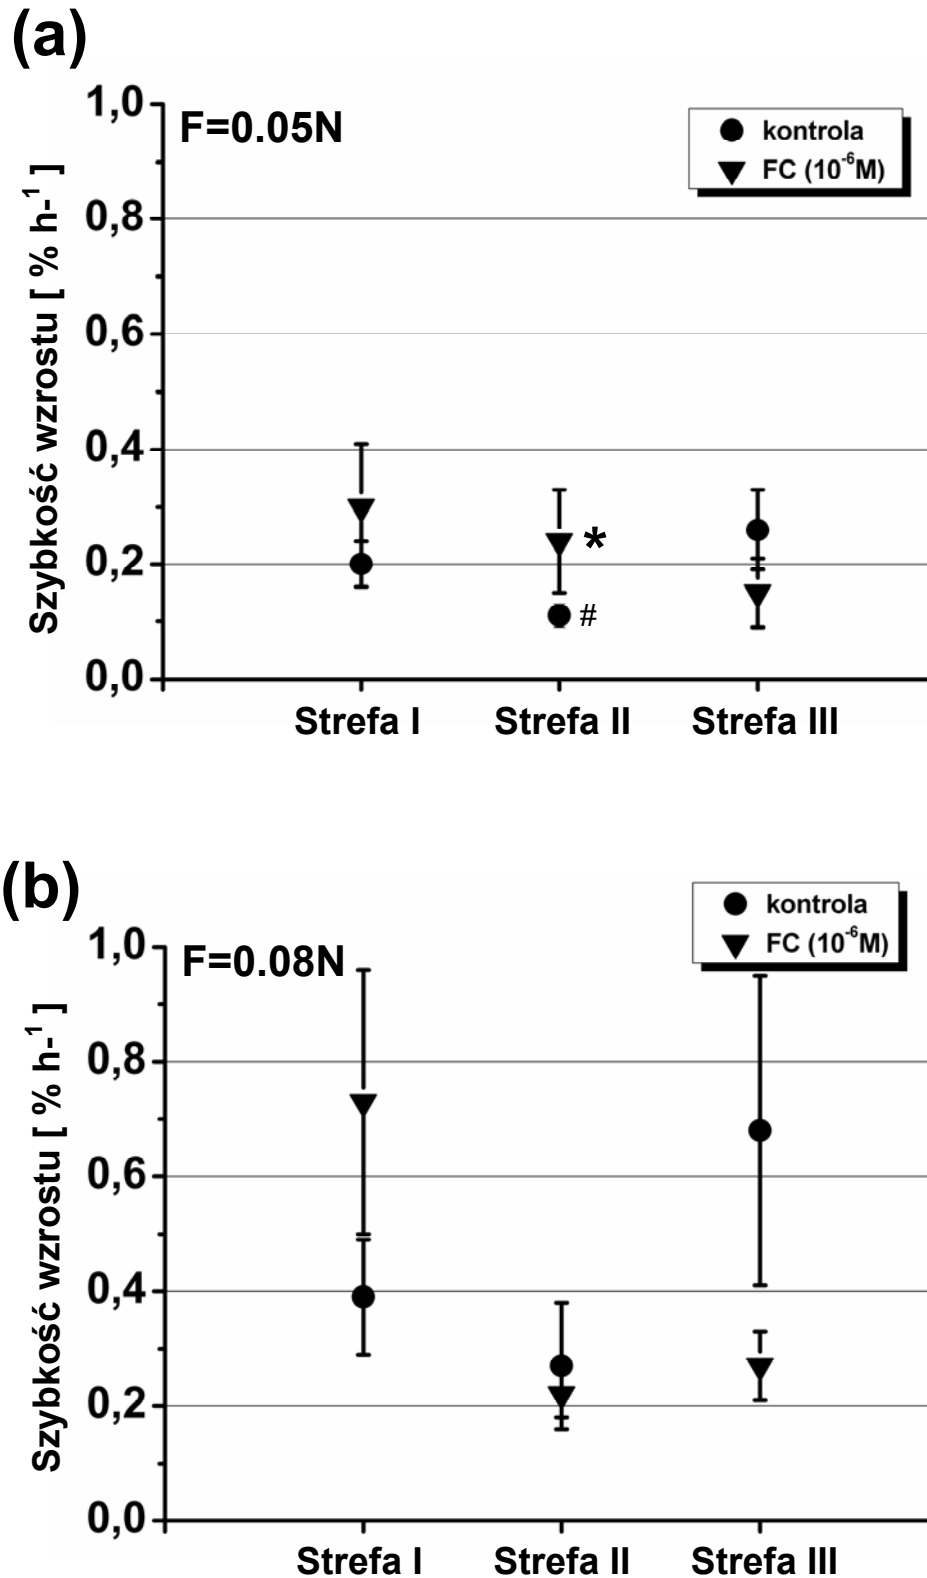 (a)
Szybkość wzrostu [ % h-¹ ]
1,0
0,8
0,6
0,4
0,2
0,0
F=0.05N
kontrola
FC (10⁻⁶M)
*
#
Strefa I Strefa II Strefa III
(b)
Szybkość wzrostu [ % h-¹ ]
1,0
0,8
0,6
0,4
0,2
0,0
F=0.08N
kontrola
FC (10⁻⁶M)
Strefa I Strefa II Strefa III